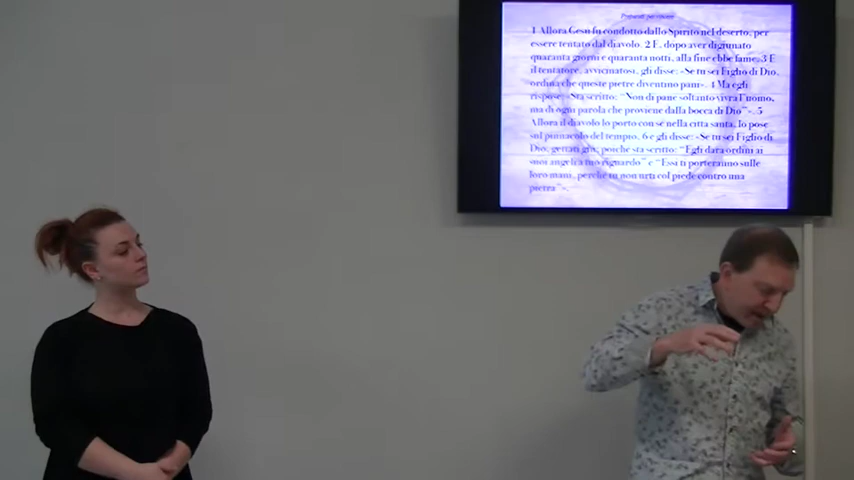 Preparati per vincere
1 Allora Gesù fu condotto dallo Spirito nel deserto, per
essere tentato dal diavolo. 2 E, dopo aver digiunato
quaranta giorni e quaranta notti, alla fine ebbe fame. 3 E
il tentatore, avvicinatosi, gli disse: «Se tu sei Figlio di Dio,
ordina che queste pietre diventino pani». 4 Ma egli
rispose: «Sta scritto: “Non di pane soltanto vivrà l'uomo,
ma di ogni parola che proviene dalla bocca di Dio”». 5
Allora il diavolo lo portò con sé nella città santa, lo pose
sul pinnacolo del tempio, 6 e gli disse: «Se tu sei Figlio di
Dio, gettati giù; poiché sta scritto: “Egli darà ordini ai
suoi angeli a tuo riguardo” e “Essi ti porteranno sulle
loro mani, perché tu non urti col piede contro una
pietra”».